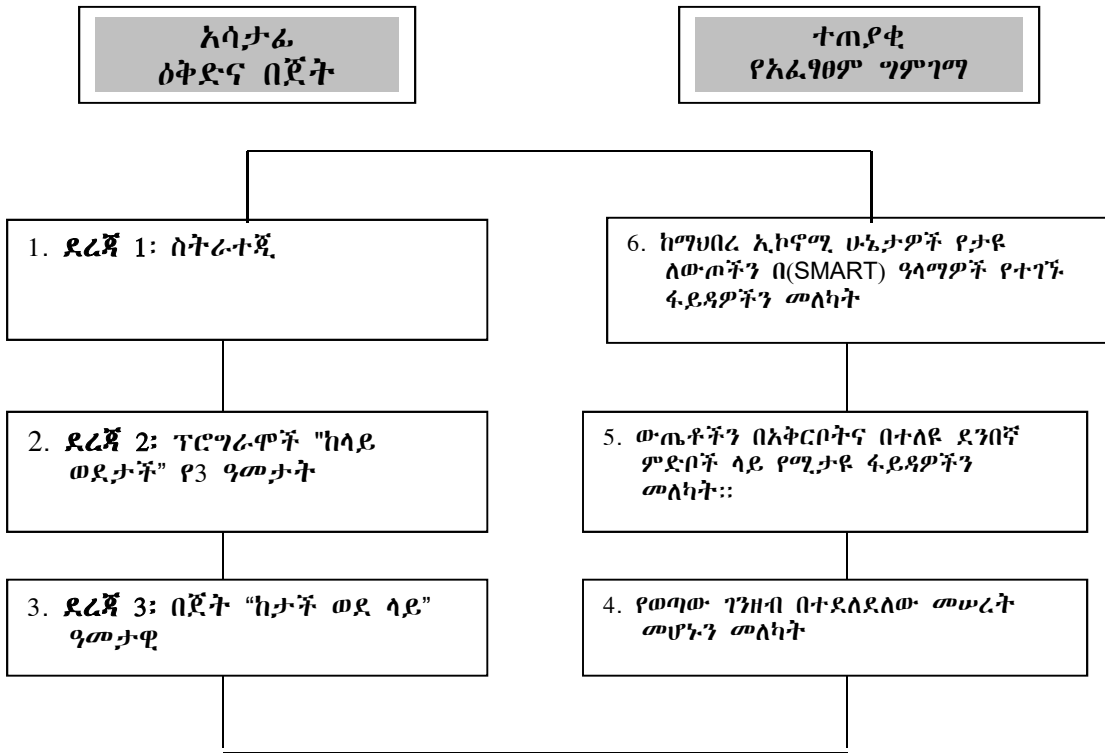 አሳታፊ
ዕቅድና በጀት
ተጠያቂ
የአፈፃፀም ግምገማ
1. ደረጃ 1፡ ስትራተጂ
2. ደረጃ 2፡ ፕሮግራሞች "ከላይ
ወደታች” የ3 ዓመታት
3. ደረጃ 3፡ በጀት “ከታች ወደ ላይ”
ዓመታዊ
6. ከማህበረ ኢኮኖሚ ሁኔታዎች የታዩ
ለውጦችን በ(SMART) ዓላማዎች የተገኙ
ፋይዳዎችን መለካት
5. ውጤቶችን በአቅርቦትና በተለዩ ደንበኛ
ምድቦች ላይ የሚታዩ ፋይዳዎችን
መለካት፡፡
4. የወጣው ገንዘብ በተደለደለው መሠረት
መሆኑን መለካት